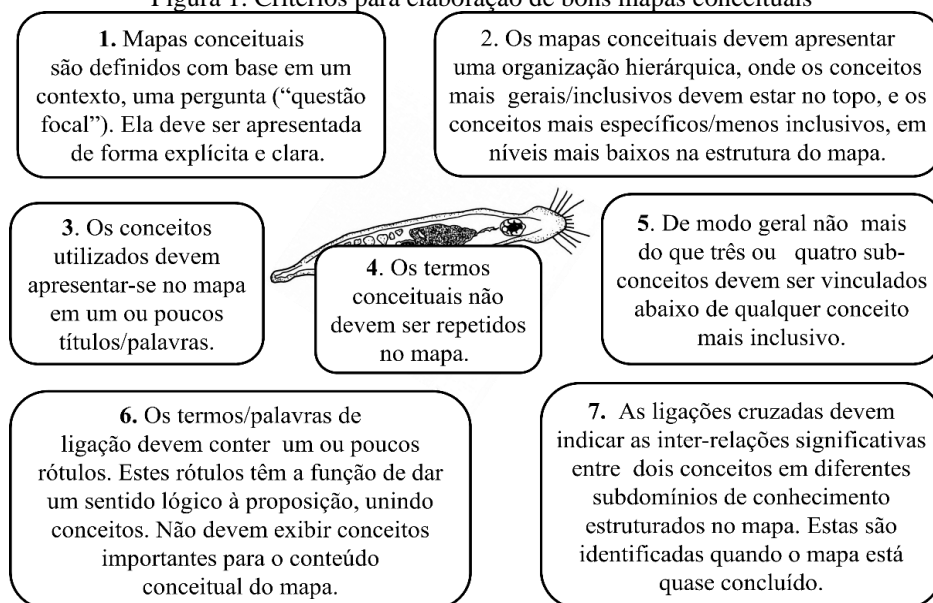 Figura 1. Critérios para elaboração de bons mapas conceituais
1. Mapas conceituais
são definidos com base em um
contexto, uma pergunta (“questão
focal”). Ela deve ser apresentada
de forma explícita e clara.
2. Os mapas conceituais devem apresentar
uma organização hierárquica, onde os conceitos
mais gerais/inclusivos devem estar no topo, e os
conceitos mais específicos/menos inclusivos, em
níveis mais baixos na estrutura do mapa.
3. Os conceitos
utilizados devem
apresentar-se no mapa
em um ou poucos
títulos/palavras.
4. Os termos
conceituais não
devem ser repetidos
no mapa.
5. De modo geral não mais
do que três ou quatro sub-
conceitos devem ser vinculados
abaixo de qualquer conceito
mais inclusivo.
6. Os termos/palavras de
ligação devem conter um ou poucos
rótulos. Estes rótulos têm a função de dar
um sentido lógico à proposição, unindo
conceitos. Não devem exibir conceitos
importantes para o conteúdo
conceitual do mapa.
7. As ligações cruzadas devem
indicar as inter-relações significativas
entre dois conceitos em diferentes
subdomínios de conhecimento
estruturados no mapa. Estas são
identificadas quando o mapa está
quase concluído.